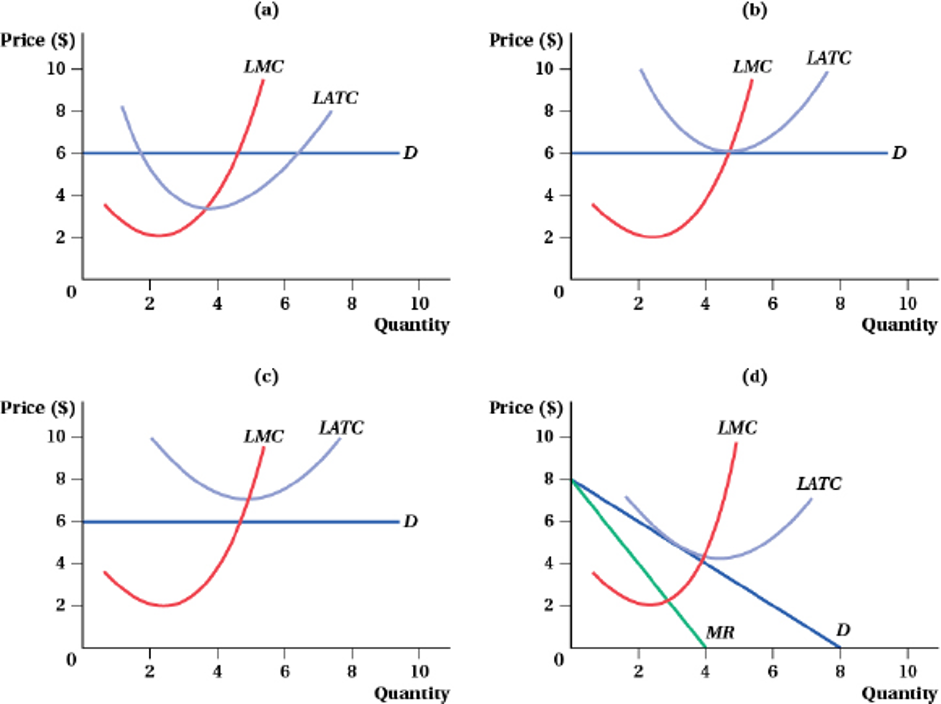 (a)
Price ($)
10
8
6
4
2
0
2 4 6 8 10
Quantity
LMC
LATC
D
(b)
Price ($)
10
8
6
4
2
0
2 4 6 8 10
Quantity
LMC
LATC
D
(c)
Price ($)
10
8
6
4
2
0
2 4 6 8 10
Quantity
LMC
LATC
D
(d)
Price ($)
10
8
6
4
2
0
2 4 6 8 10
Quantity
LMC
LATC
MR
D